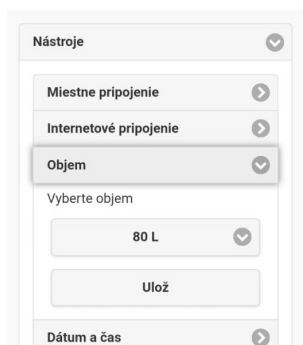 Nástroje
Miestne pripojenie
Internetové pripojenie
Objem
Vyberte objem
80 L
Ulož
Dátum a čas